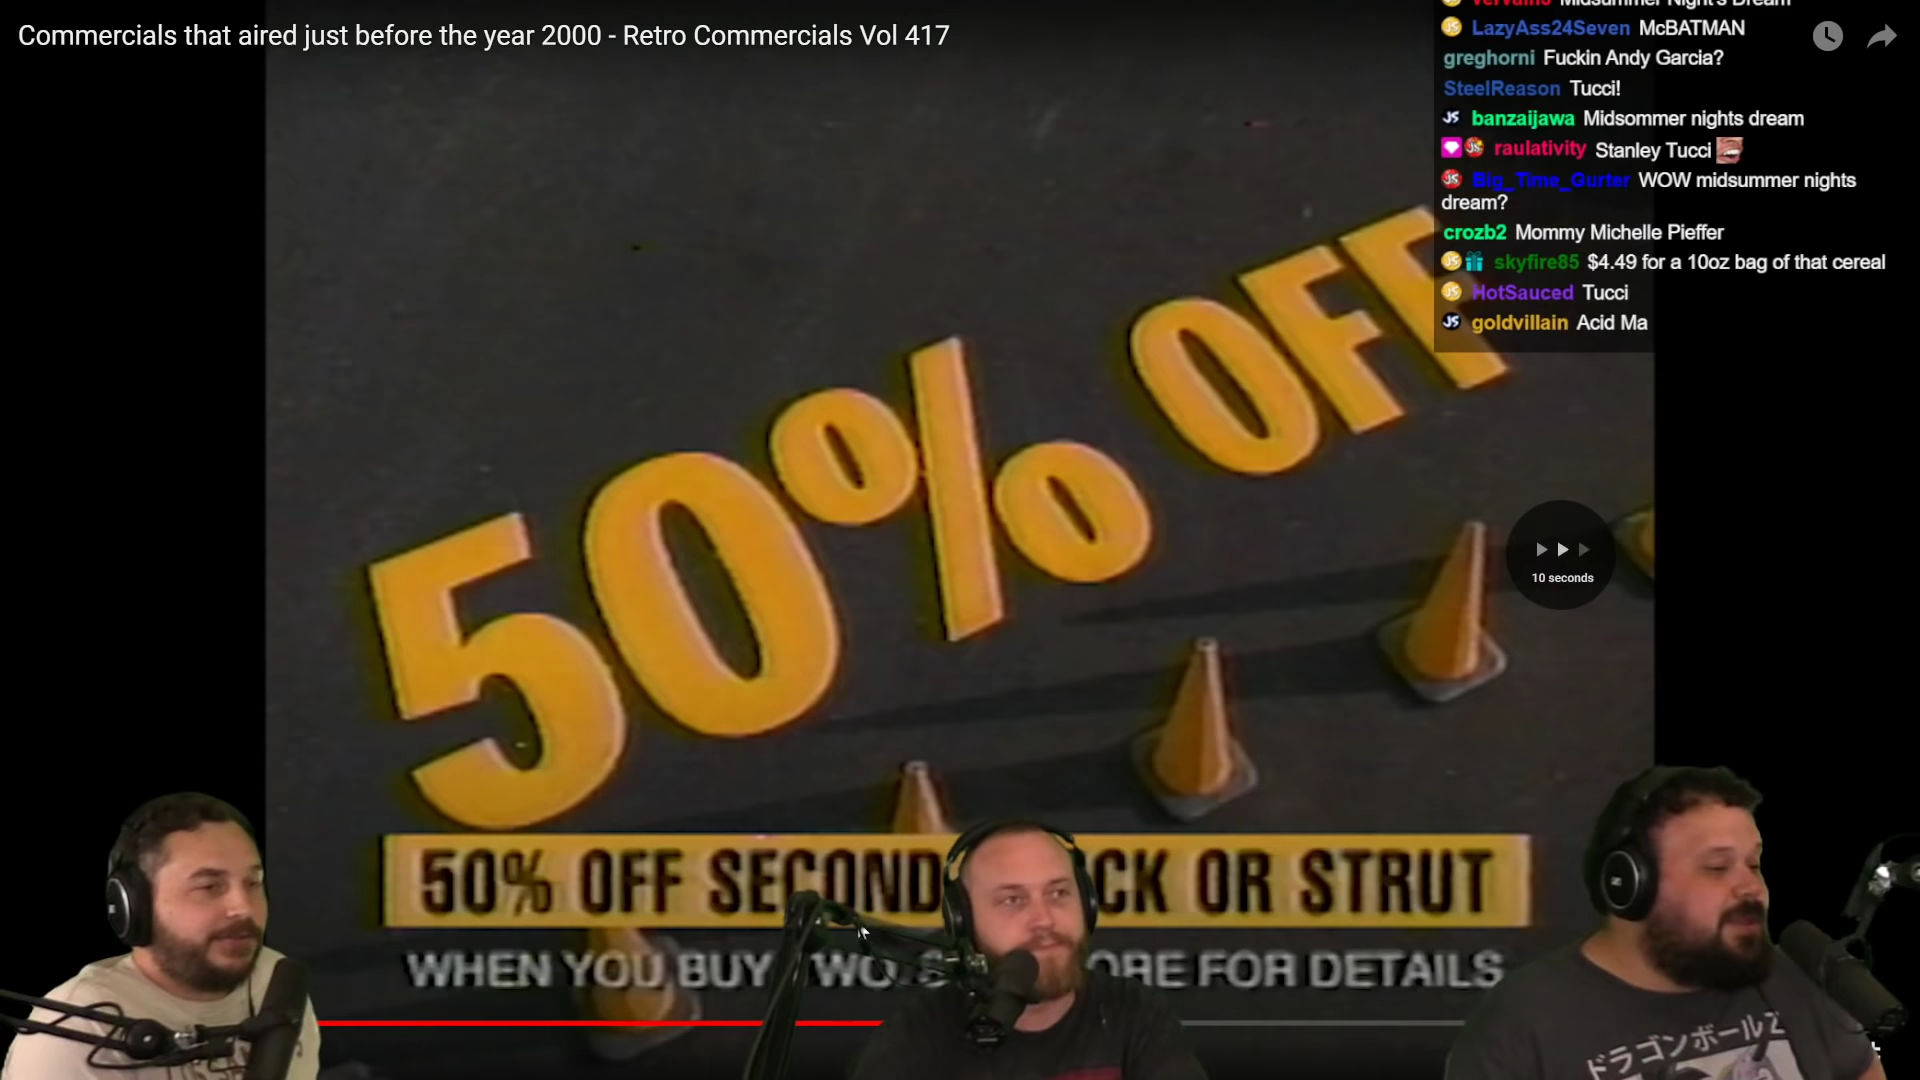 Commercials that aired just before the year 2000 - Retro Commercials Vol 417
LazyAss24Seven McBATMAN
greghorni Fuckin Andy Garcia?
SteelReason Tucci!
banzaijawa Midsommer nights dream
raulativity Stanley Tucci
Big_Time_Gurter WOW midsummer nights
dream?
crozb2 Mommy Michelle Pieffer
skyfire85 $4.49 for a 10oz bag of that cereal
HotSauced Tucci
goldvillain Acid Ma
50% OFF
10 seconds
50% OFF SECOND OR STRUT
WHEN YOU BUY FOR DETAILS
ドラゴンボールZ